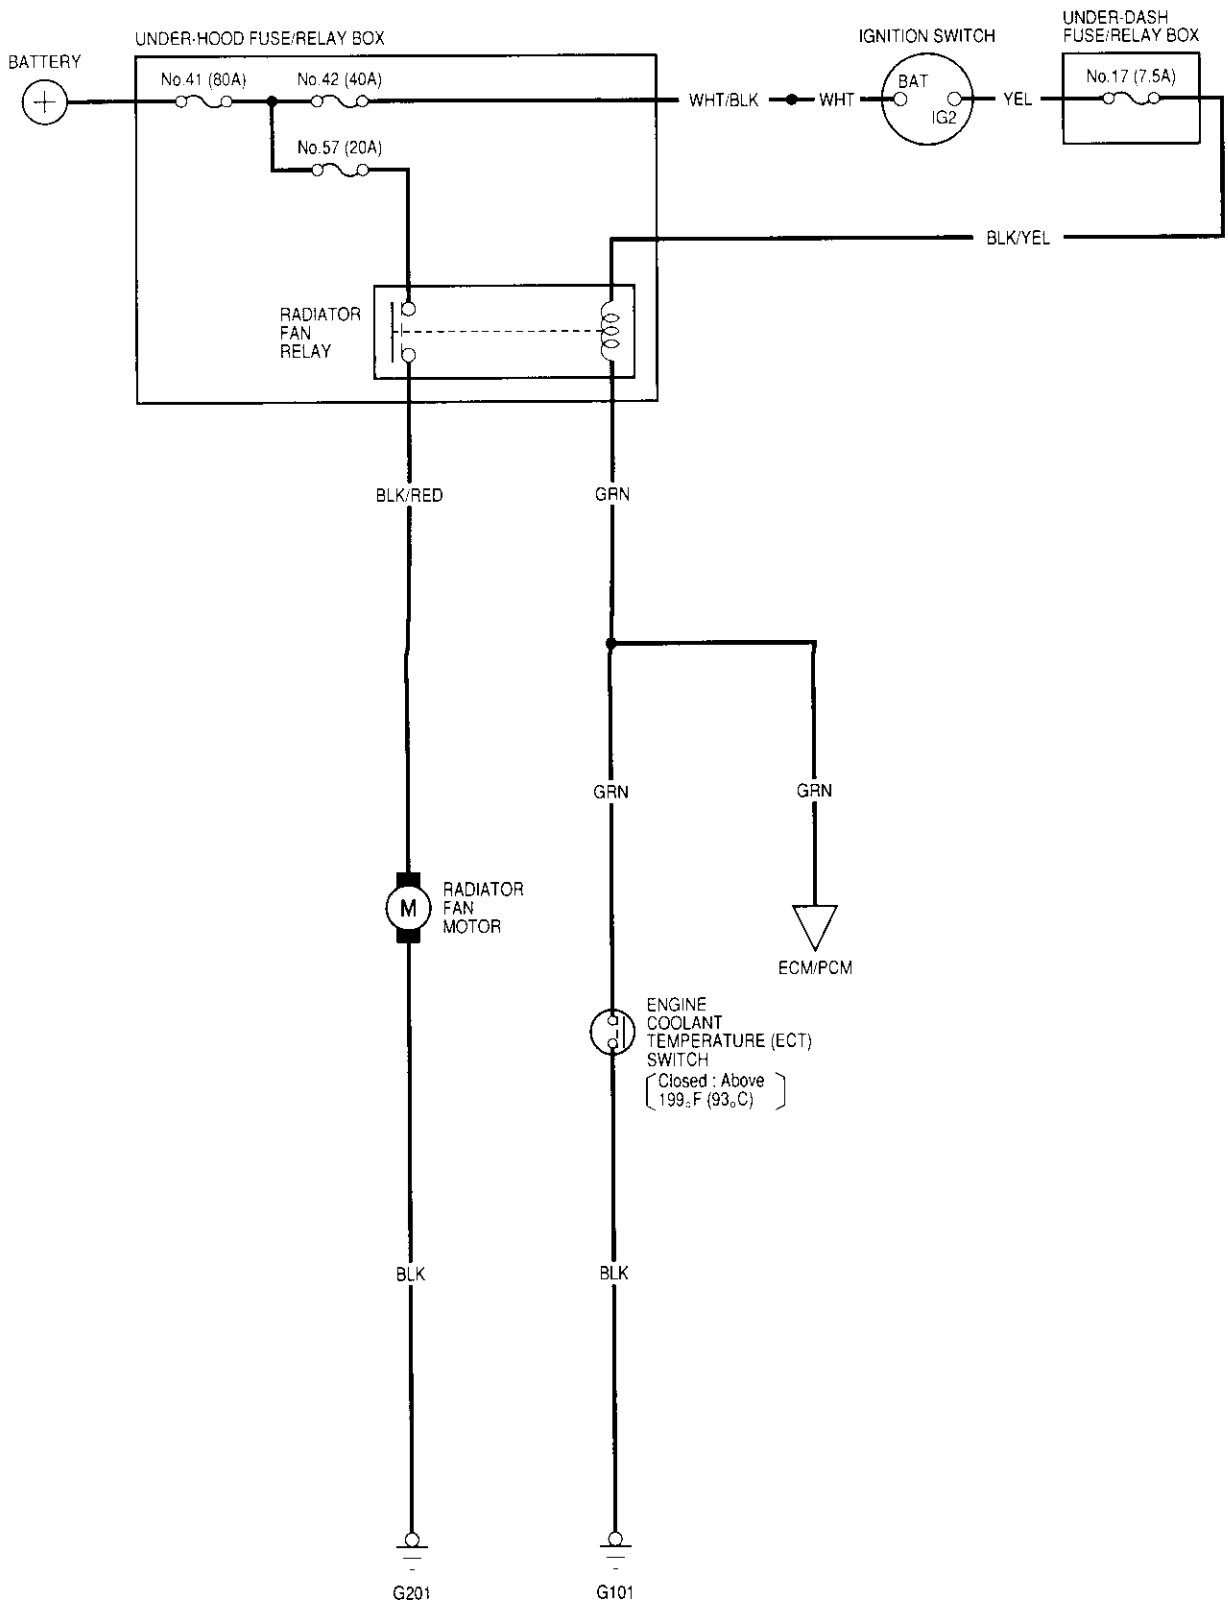 UNDER-HOOD FUSE/RELAY BOX
IGNITION SWITCH
UNDER-DASH
FUSE/RELAY BOX
BATTERY
+
No.41 (80A)
No.42 (40A)
WHT/BLK
WHT
BAT
IG2
YEL
No.17 (7.5A)
No.57 (20A)
BLK/YEL
RADIATOR
FAN
RELAY
BLK/RED
GRN
GRN
GRN
M
RADIATOR
FAN
MOTOR
ECM/PCM
ENGINE
COOLANT
TEMPERATURE (ECT)
SWITCH
[Closed : Above
199°F (93°C)]
BLK
BLK
G201
G101